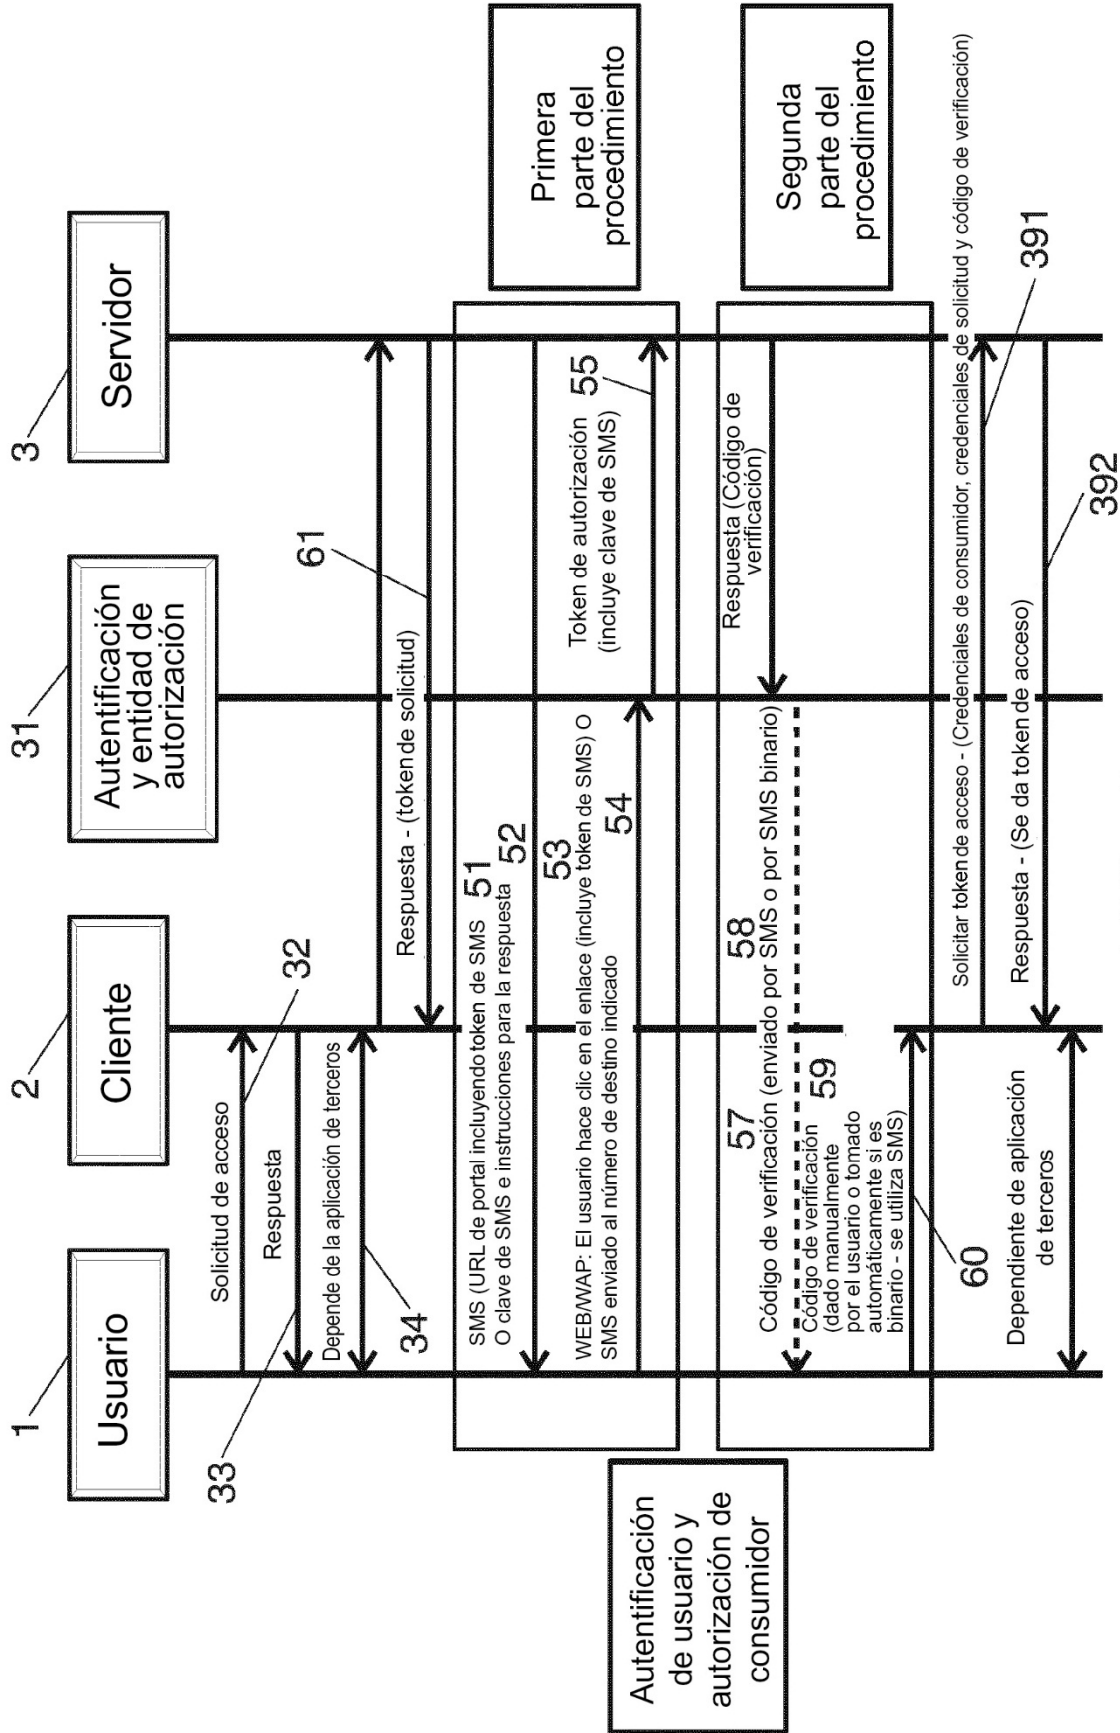 1
Usuario
2
Cliente
31
Autentificación
y entidad de
autorización
3
Servidor
Solicitud de acceso
32
Respuesta
33
Depende de la aplicación de terceros
34
61
Respuesta - (token de solicitud)
Primera
parte del
procedimiento
SMS (URL de portal incluyendo token de SMS
O clave de SMS e instrucciones para la respuesta
51
52
53
WEB/WAP: El usuario hace clic en el enlace (incluye token de SMS) O
SMS enviado al número de destino indicado
54
Token de autorización
(incluye clave de SMS)
55
Autentificación
de usuario y
autorización de
consumidor
Segunda
parte del
procedimiento
Respuesta (Código de
verificación)
57
58
Código de verificación (enviado por SMS o por SMS binario)
59
Código de verificación
(dado manualmente
por el usuario o tomado
automáticamente si es
binario - se utiliza SMS)
60
Solicitar token de acceso - (Credenciales de consumidor, credenciales de solicitud y código de verificación)
391
Respuesta - (Se da token de acceso)
392
Dependiente de aplicación
de terceros